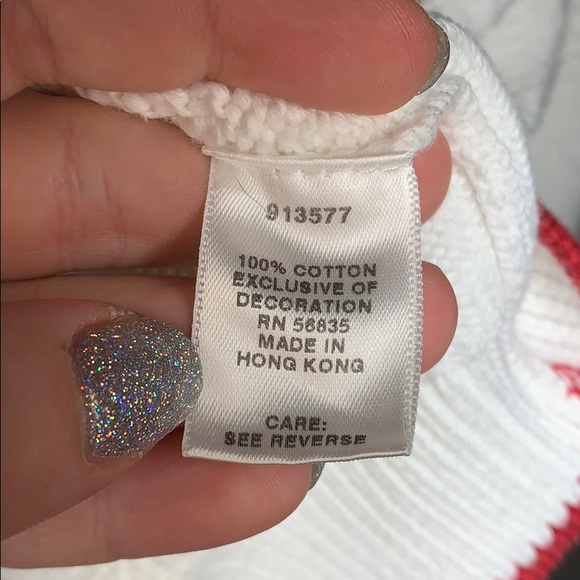 913577
100% COTTON
EXCLUSIVE OF
DECORATION
RN 56835
MADE IN
HONG KONG
CARE:
SEE REVERSE